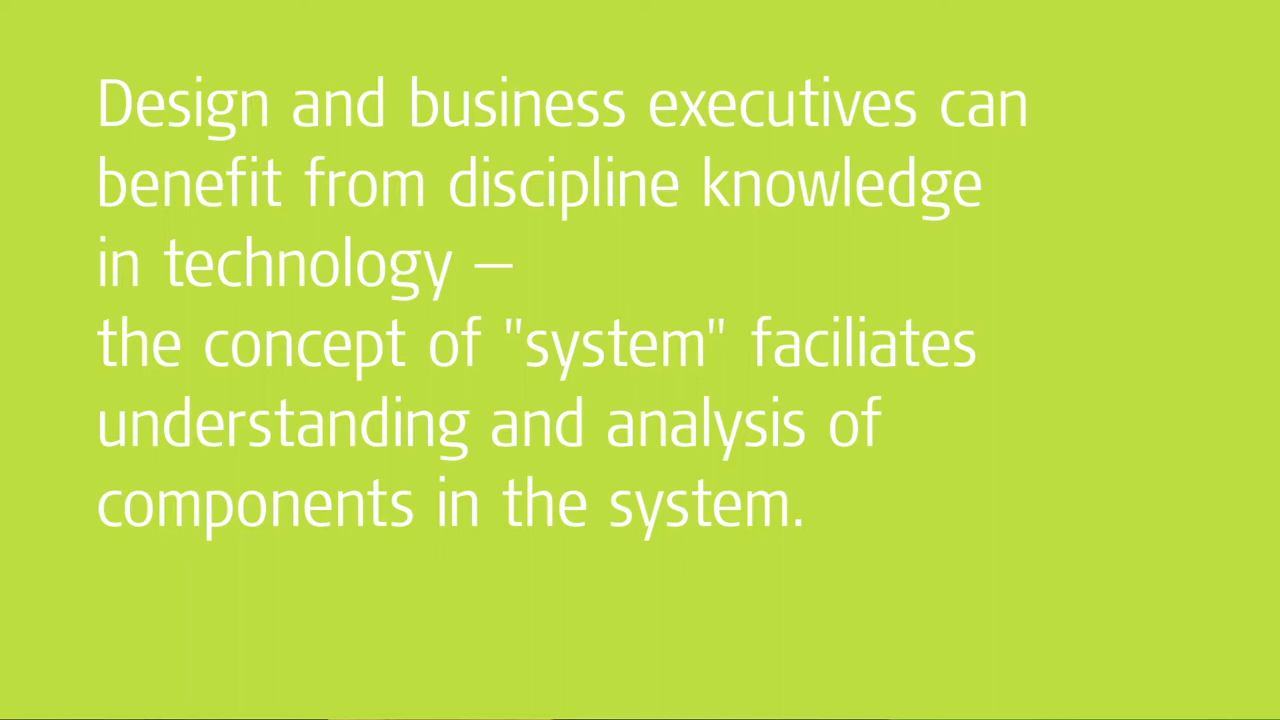 Design and business executives can
benefit from discipline knowledge
in technology –
the concept of "system" faciliates
understanding and analysis of
components in the system.